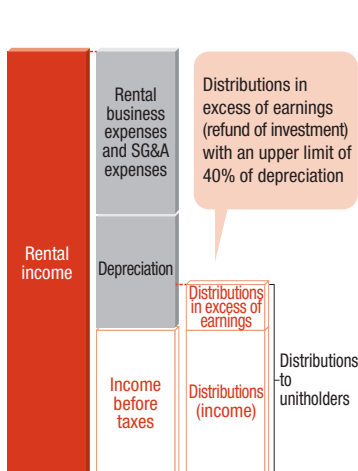 Rental
business
expenses
and SG&A
expenses
Distributions in
excess of earnings
(refund of investment)
with an upper limit of
40% of depreciation
Rental
income
Depreciation
Distributions
in excess of
earnings
Income
before
taxes
Distributions
(income)
Distributions
to
unitholders